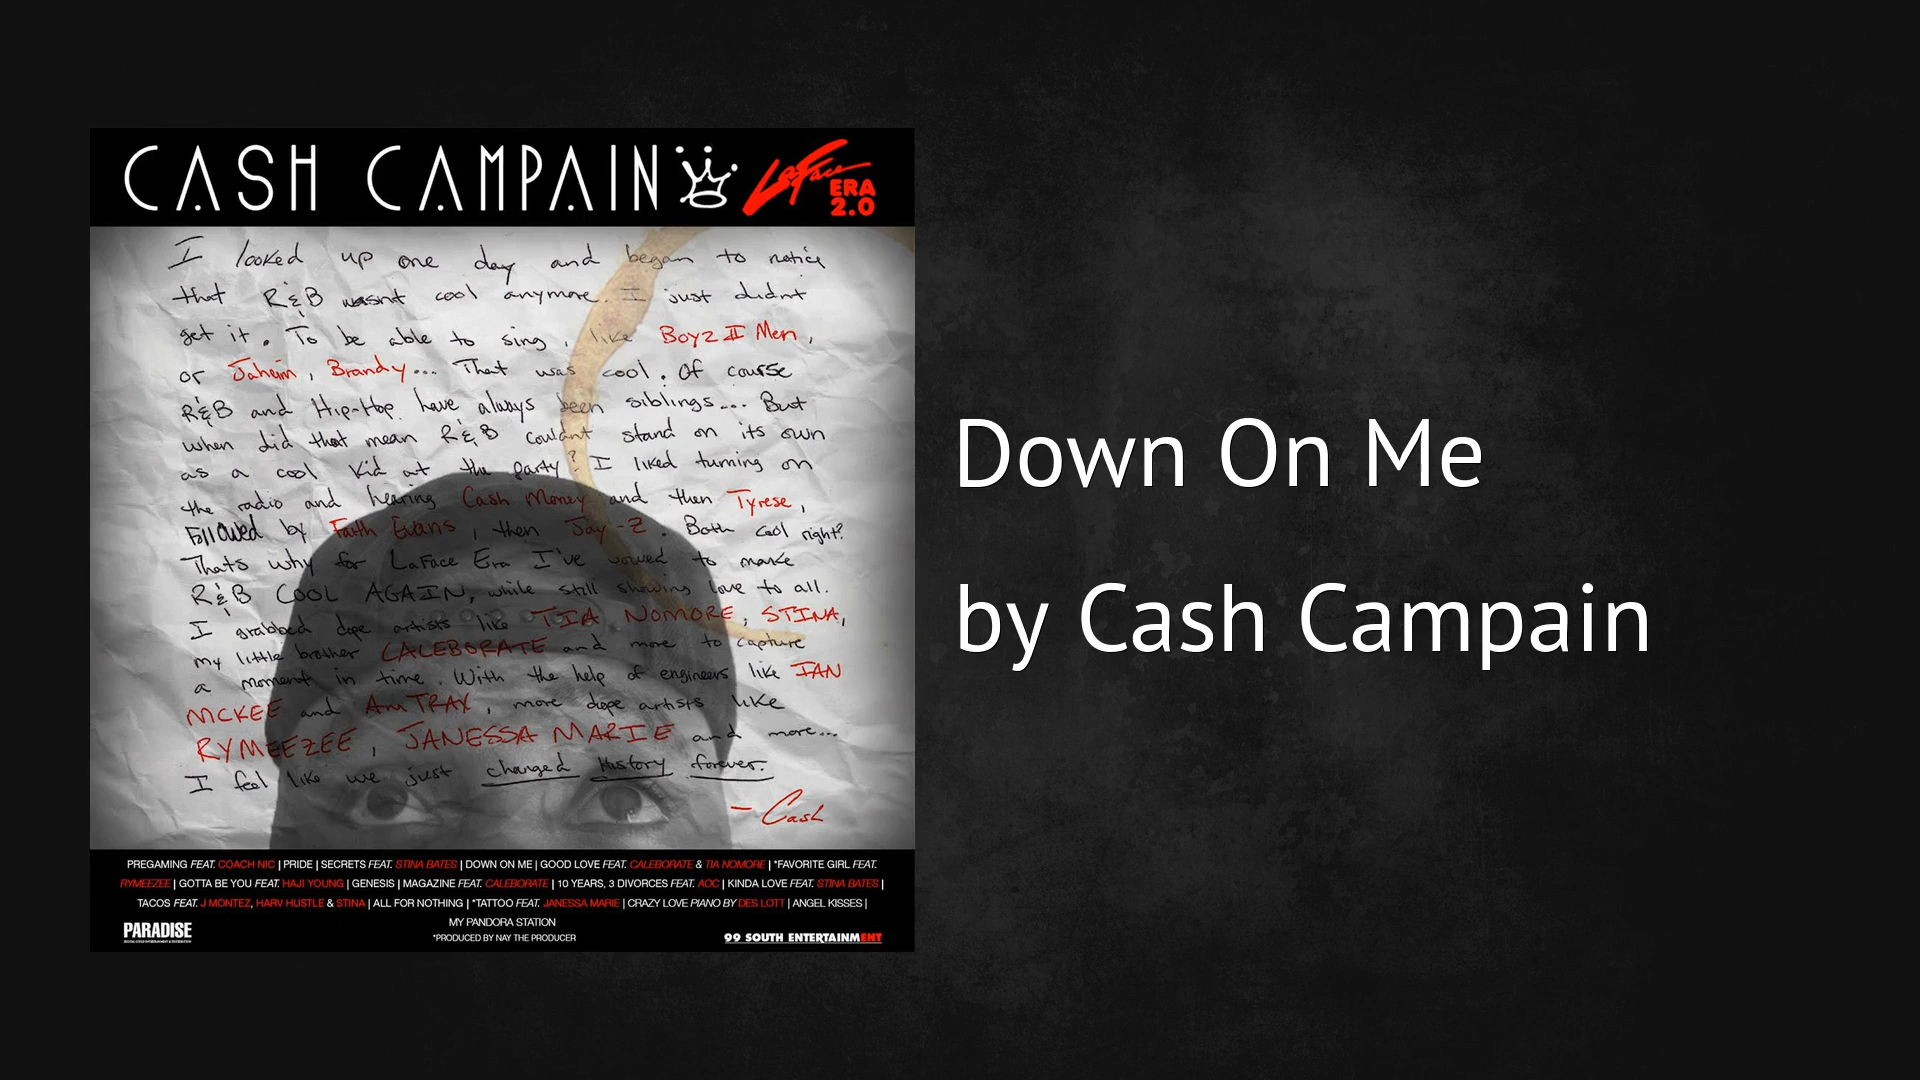 CASH CAMPAIN LaFace ERA 2.0
I looked up one day and began to notice
that R&B wasnt cool anymore. I just didnt
get it. To be able to sing, like Boyz II Men,
or Jaheim, Brandy... That was cool. Of course
R&B and Hip-Hop have always been siblings... But
when did that mean R&B couldnt stand on its own
as a cool kid at the party? I liked turning on
the radio and hearing Cash Money and then Tyrese,
Followed by Faith Evans, then Jay-Z. Both cool right?
Thats why for LaFace Era I've vowed to make
R&B COOL AGAIN, while still showing love to all.
I grabbed dope artists like TIA NOMORE, STINA,
my little brother CALEBORATE and more to capture
a moment in time. With the help of engineers like IAN
MCKEE and AmTRAX, more dope artists like
RYMEEZEE, JANESSA MARIE and more...
I feel like we just changed History forever.
- Cash
PREGAMING FEAT. COACH NIC | PRIDE | SECRETS FEAT. STINA BATES | DOWN ON ME | GOOD LOVE FEAT. CALEBORATE & TIA NOMORE | *FAVORITE GIRL FEAT.
RYMEEZEE | GOTTA BE YOU FEAT. HAJI YOUNG | GENESIS | MAGAZINE FEAT. CALEBORATE | 10 YEARS, 3 DIVORCES FEAT. AOC | KINDA LOVE FEAT. STINA BATES |
TACOS FEAT. J MONTEZ, HARV HUSTLE & STINA | ALL FOR NOTHING | *TATTOO FEAT. JANESSA MARIE | CRAZY LOVE PIANO BY DES LOTT | ANGEL KISSES |
MY PANDORA STATION
*PRODUCED BY NAY THE PRODUCER
PARADISE
99 SOUTH ENTERTAINMENT
Down On Me
by Cash Campain